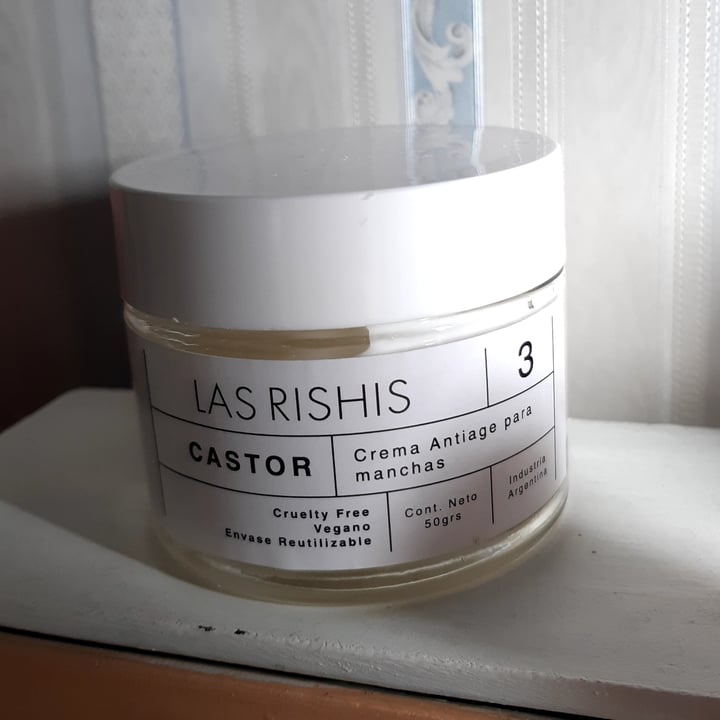 LAS RISHIS
3
CASTOR
Crema Antiage para
manchas
Cruelty Free
Vegano
Envase Reutilizable
Cont. Neto
50grs
Industria
Argentina